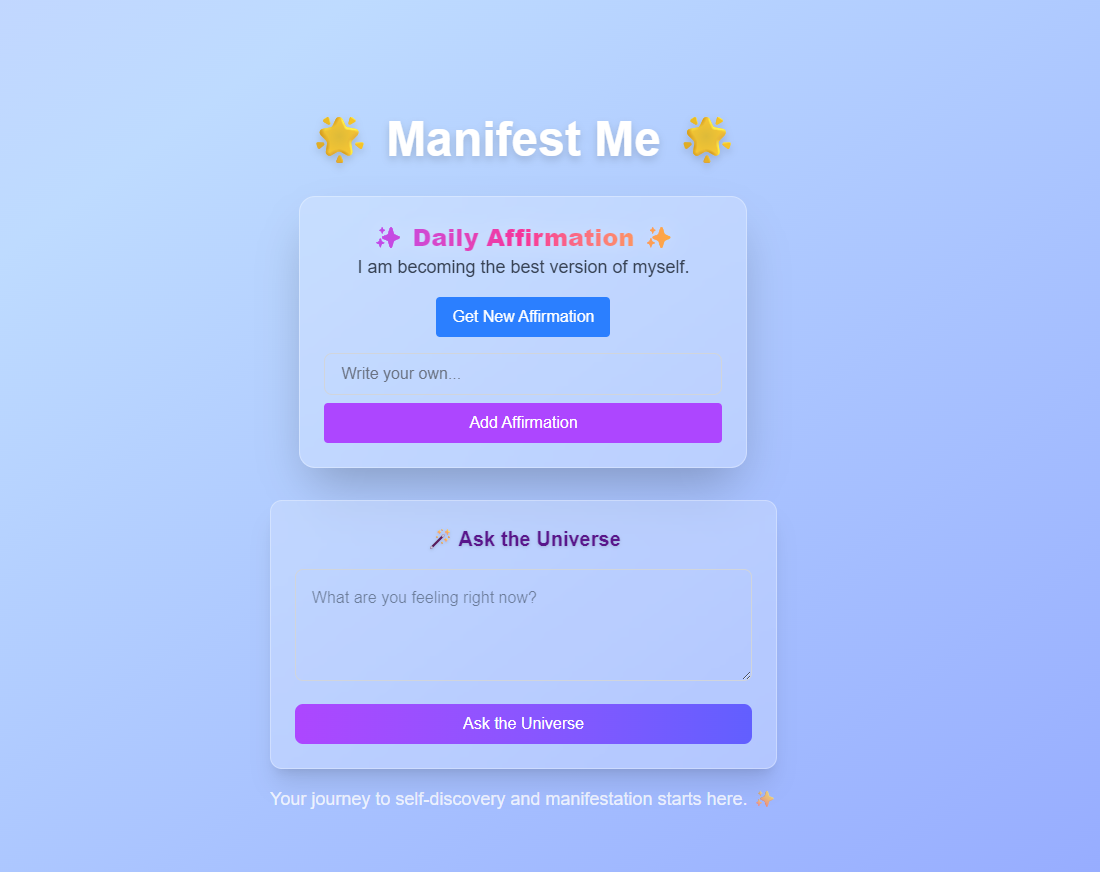 🌟 Manifest Me 🌟
✨ Daily Affirmation ✨
I am becoming the best version of myself.
Get New Affirmation
Write your own...
Add Affirmation
🪄 Ask the Universe
What are you feeling right now?
Ask the Universe
Your journey to self-discovery and manifestation starts here. ✨